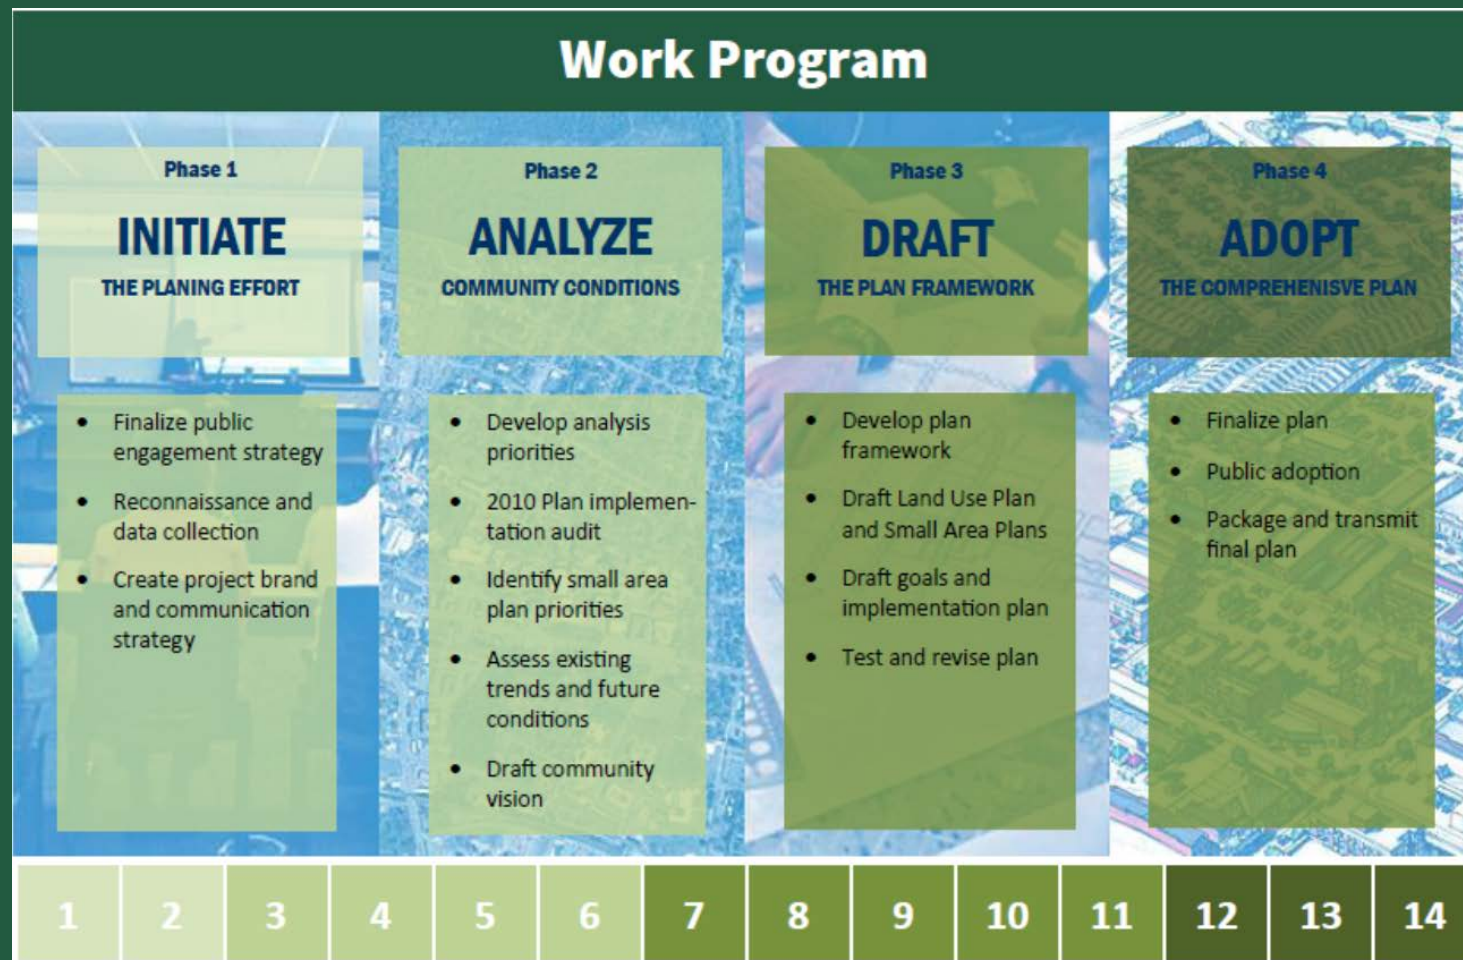 Work Program
Phase 1
INITIATE
THE PLANING EFFORT
• Finalize public
engagement strategy
• Reconnaissance and
data collection
• Create project brand
and communication
strategy
Phase 2
ANALYZE
COMMUNITY CONDITIONS
• Develop analysis
priorities
• 2010 Plan implemen-
tation audit
• Identify small area
plan priorities
• Assess existing
trends and future
conditions
• Draft community
vision
Phase 3
DRAFT
THE PLAN FRAMEWORK
• Develop plan
framework
• Draft Land Use Plan
and Small Area Plans
• Draft goals and
implementation plan
• Test and revise plan
Phase 4
ADOPT
THE COMPREHENISVE PLAN
• Finalize plan
• Public adoption
• Package and transmit
final plan
1 2 3 4 5 6 7 8 9 10 11 12 13 14